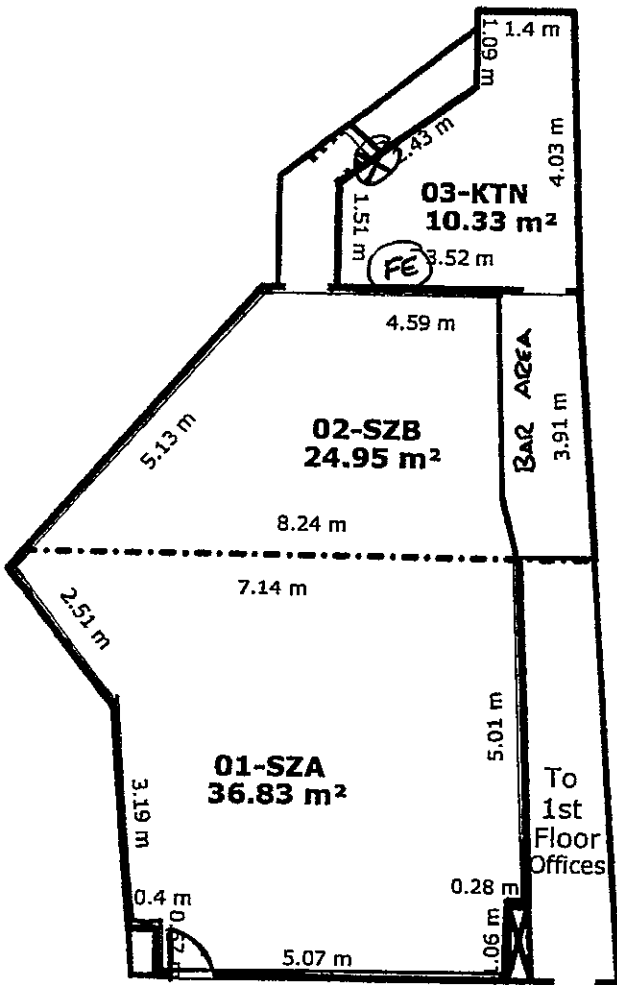 1.4 m
1.09 m
2.43 m
4.03 m
03-KTN
10.33 m²
1.51 m
FE
3.52 m
4.59 m
BAR AREA
3.91 m
5.13 m
02-SZB
24.95 m²
8.24 m
7.14 m
2.51 m
5.01 m
01-SZA
36.83 m²
3.19 m
To
1st
Floor
Offices
0.28 m
0.4 m
5.07 m